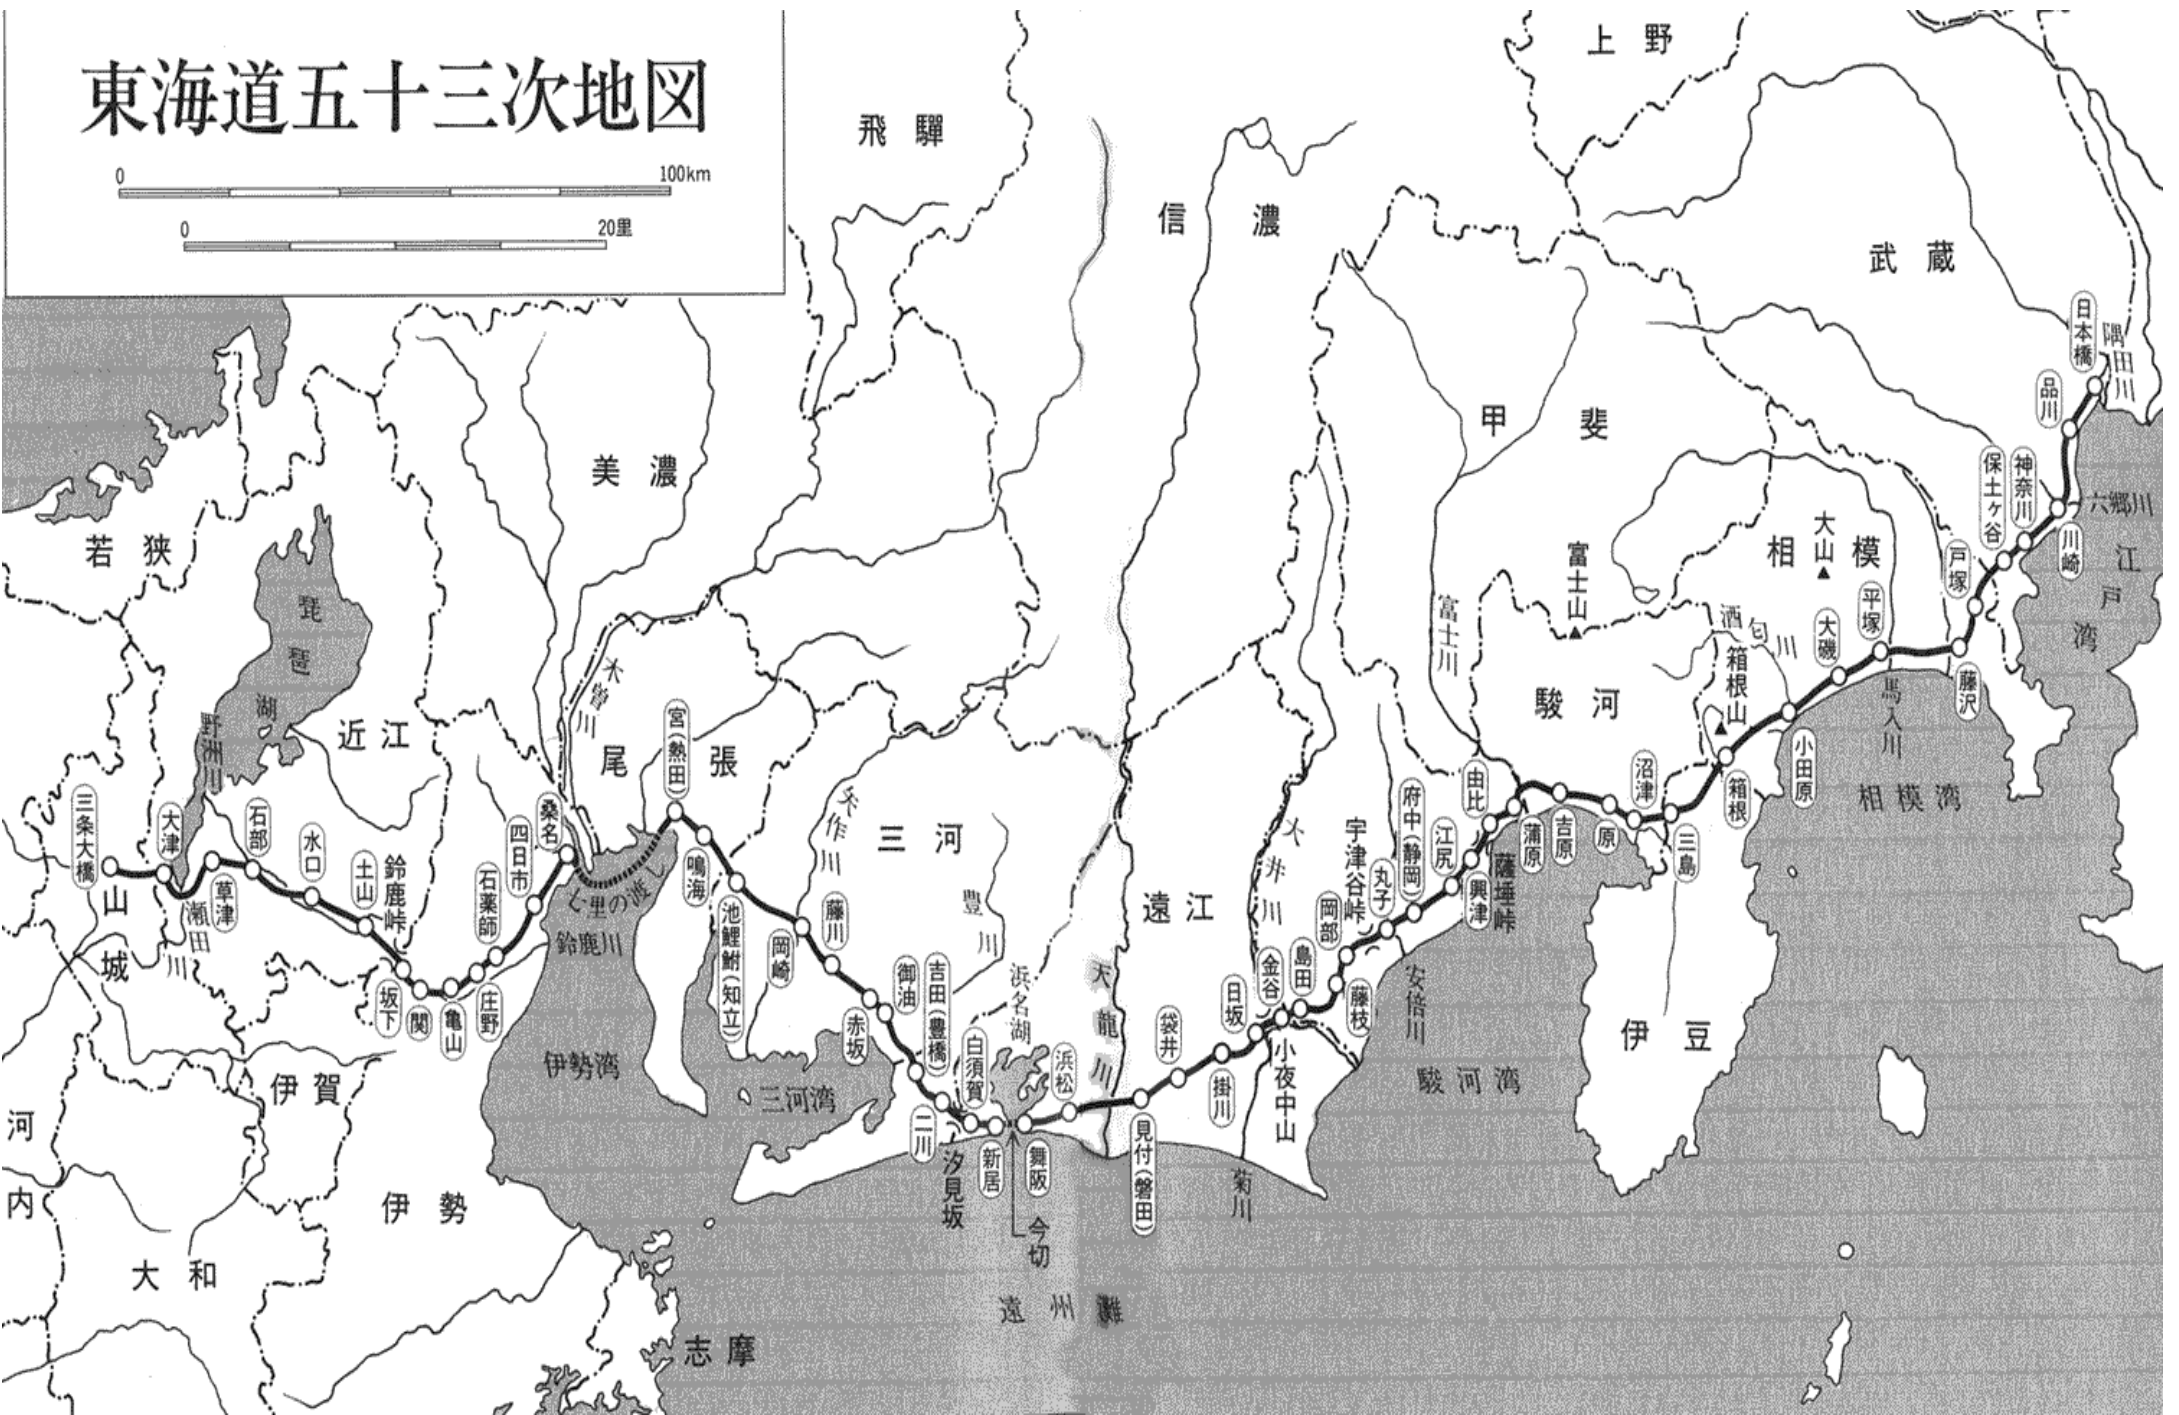 東海道五十三次地図
0
100km
0
20里
上野
飛驒
信濃
武蔵
甲斐
美濃
若狭
相模
駿河
近江
尾張
三河
遠江
伊豆
山城
伊賀
伊勢
河内
大和
志摩
琵琶湖
野洲川
瀬田川
木曽川
鈴鹿川
七里の渡し
矢作川
豊川
浜名湖
天龍川
大井川
菊川
安倍川
富士川
酒匂川
馬入川
六郷川
隅田川
江戸湾
相模湾
駿河湾
遠州灘
三河湾
伊勢湾
富士山
大山
箱根山
鈴鹿峠
宇津谷峠
薩埵峠
小夜中山
汐見坂
今切
日本橋
品川
川崎
神奈川
保土ヶ谷
戸塚
藤沢
平塚
大磯
小田原
箱根
三島
沼津
原
吉原
蒲原
由比
興津
江尻
府中(静岡)
丸子
岡部
藤枝
島田
金谷
日坂
掛川
袋井
見付(磐田)
浜松
舞阪
新居
白須賀
二川
吉田(豊橋)
御油
赤坂
藤川
岡崎
池鯉鮒(知立)
鳴海
宮(熱田)
桑名
四日市
石薬師
庄野
亀山
関
坂下
土山
水口
石部
草津
大津
三条大橋